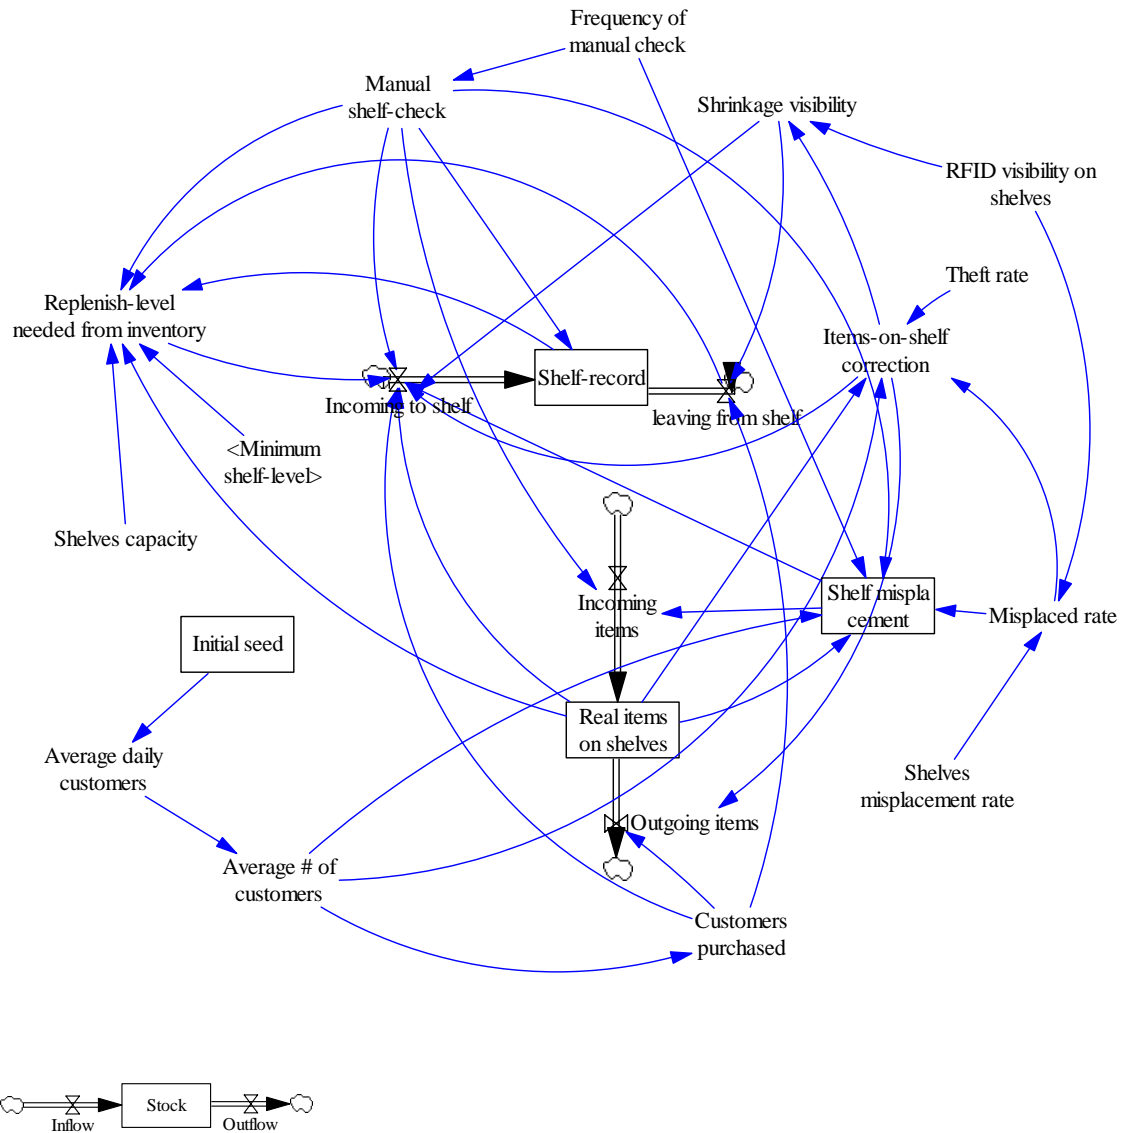 Frequency of
manual check
Manual
shelf-check
Shrinkage visibility
RFID visibility on
shelves
Theft rate
Replenish-level
needed from inventory
Items-on-shelf
correction
Shelf-record
Incoming to shelf
leaving from shelf
<Minimum
shelf-level>
Shelves capacity
Incoming
items
Shelf mispla
cement
Misplaced rate
Initial seed
Real items
on shelves
Average daily
customers
Shelves
misplacement rate
Outgoing items
Average # of
customers
Customers
purchased
Stock
Inflow
Outflow